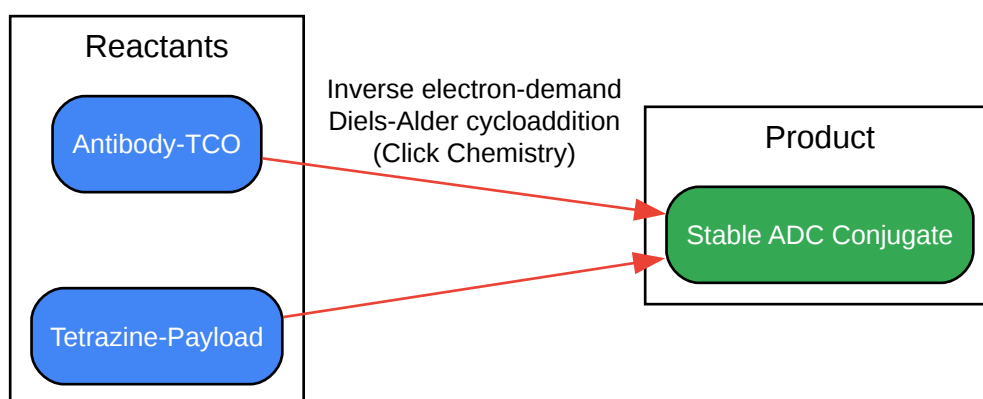 Reactants
Antibody-TCO
Tetrazine-Payload
Inverse electron-demand
Diels-Alder cycloaddition
(Click Chemistry)
Product
Stable ADC Conjugate